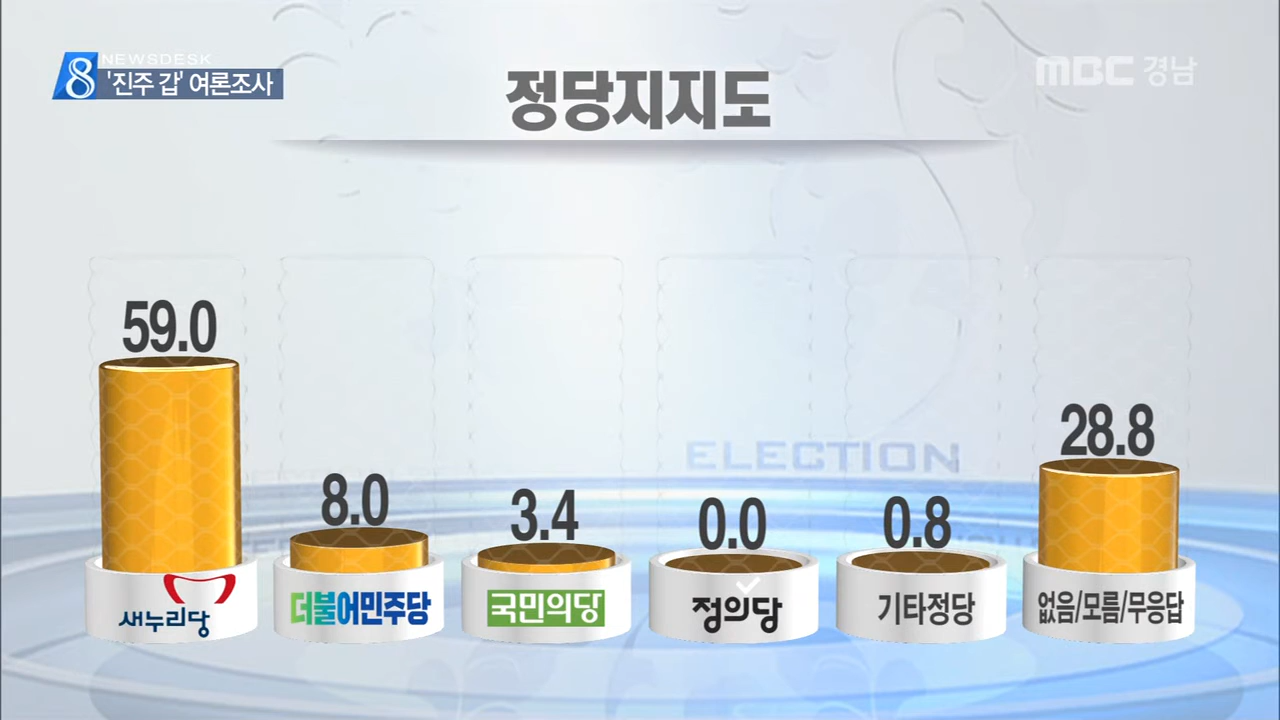 NEWSDESK
8 '진주 갑' 여론조사
MBC 경남
정당지지도
ELECTION
59.0
8.0
3.4
0.0
0.8
28.8
새누리당
더불어민주당
국민의당
정의당
기타정당
없음/모름/무응답